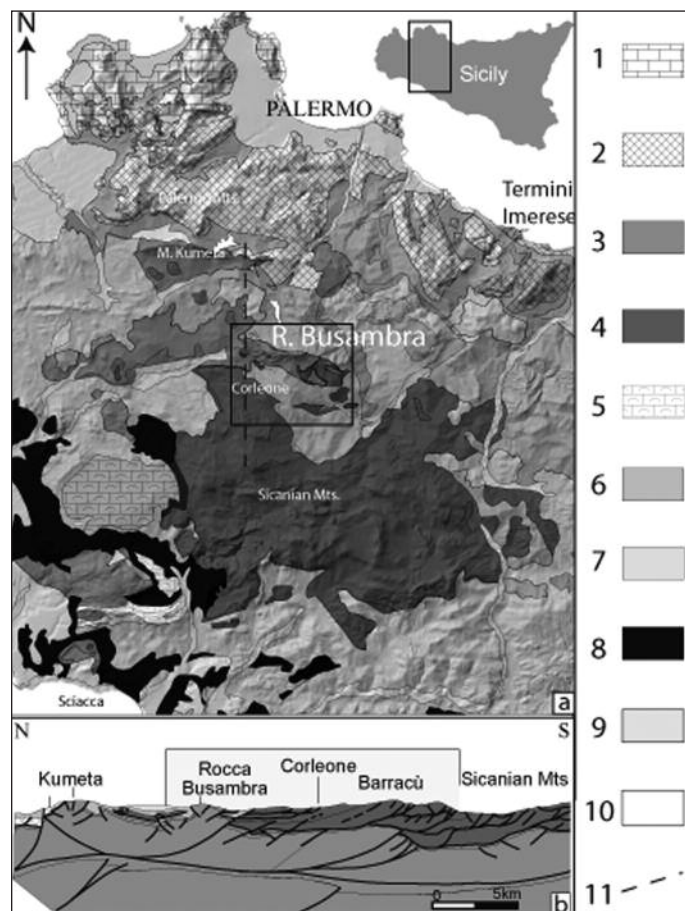 N
Sicily
PALERMO
Termini
Imerese
M. Kumeta
R. Busambra
Corleone
Sicanian Mts.
Sciacca
a
N
S
Kumeta
Rocca
Busambra
Corleone
Barracù
Sicanian Mts
5km
b
1
2
3
4
5
6
7
8
9
10
11